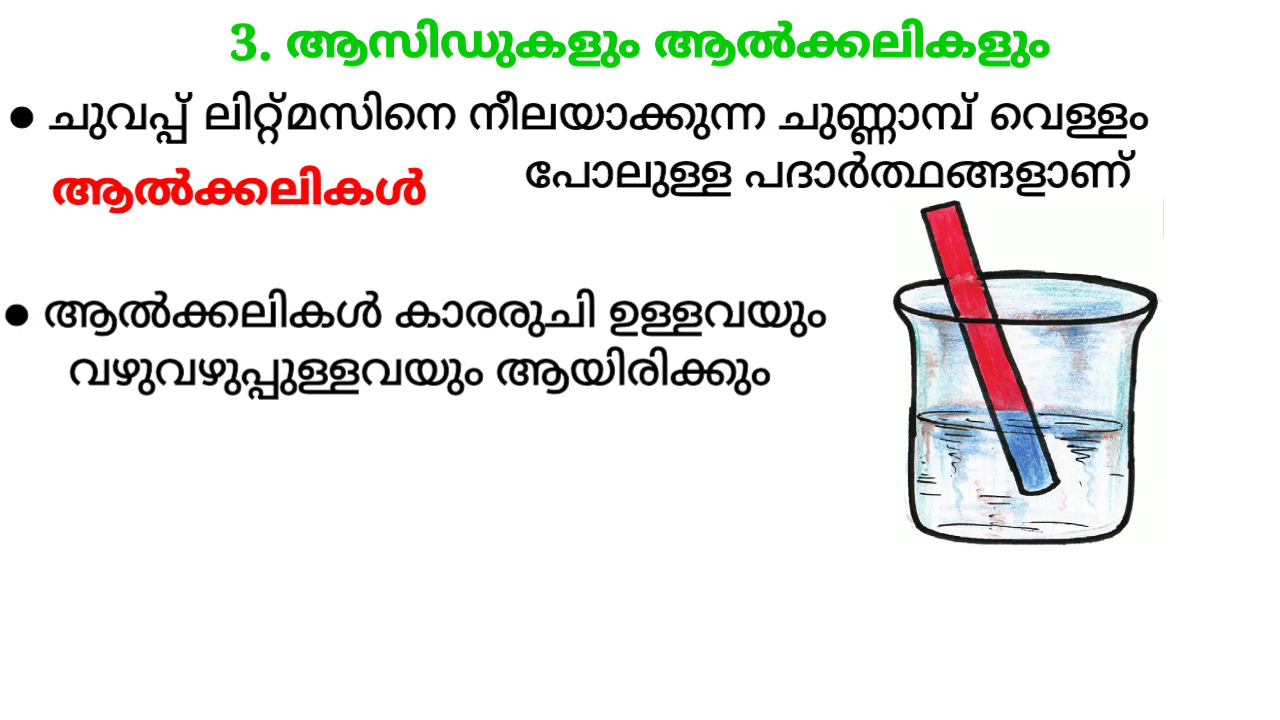 3. ആസിഡുകളും ആൽക്കലികളും
● ചുവപ്പ് ലിറ്റ്മസിനെ നീലയാക്കുന്ന ചുണ്ണാമ്പ് വെള്ളം
പോലുള്ള പദാർത്ഥങ്ങളാണ്
ആൽക്കലികൾ
● ആൽക്കലികൾ കാരരുചി ഉള്ളവയും
വഴുവഴുപ്പുള്ളവയും ആയിരിക്കും